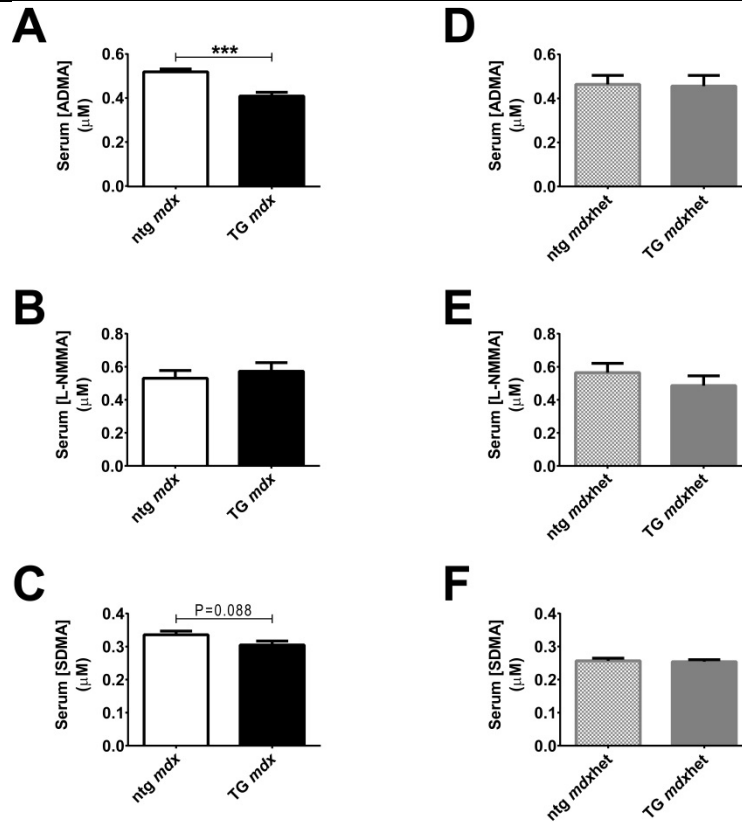 A
***
Serum [ADMA]
(μM)
0.6
0.4
0.2
0.0
ntg mdx
TG mdx
D
Serum [ADMA]
(μM)
0.6
0.4
0.2
0.0
ntg mdxhet
TG mdxhet
B
Serum [L-NMMA]
(μM)
0.8
0.6
0.4
0.2
0.0
ntg mdx
TG mdx
E
Serum [L-NMMA]
(μM)
0.8
0.6
0.4
0.2
0.0
ntg mdxhet
TG mdxhet
C
P=0.088
Serum [SDMA]
(μM)
0.4
0.3
0.2
0.1
0.0
ntg mdx
TG mdx
F
Serum [SDMA]
(μM)
0.4
0.3
0.2
0.1
0.0
ntg mdxhet
TG mdxhet